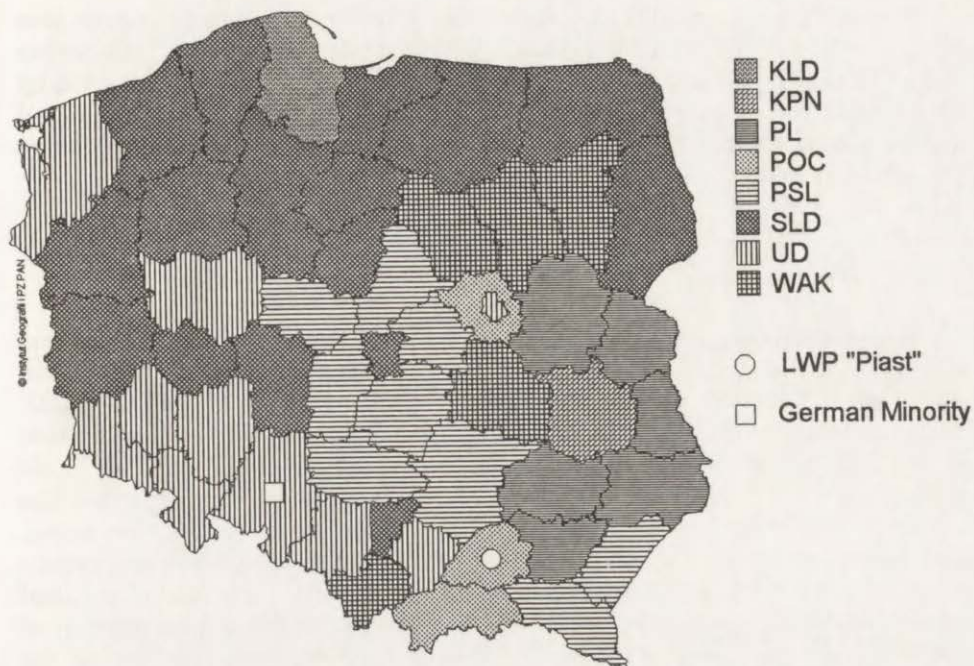 KLD
KPN
PL
POC
PSL
SLD
UD
WAK
LWP "Piast"
German Minority
© Instytut Geografii i PZ PAN